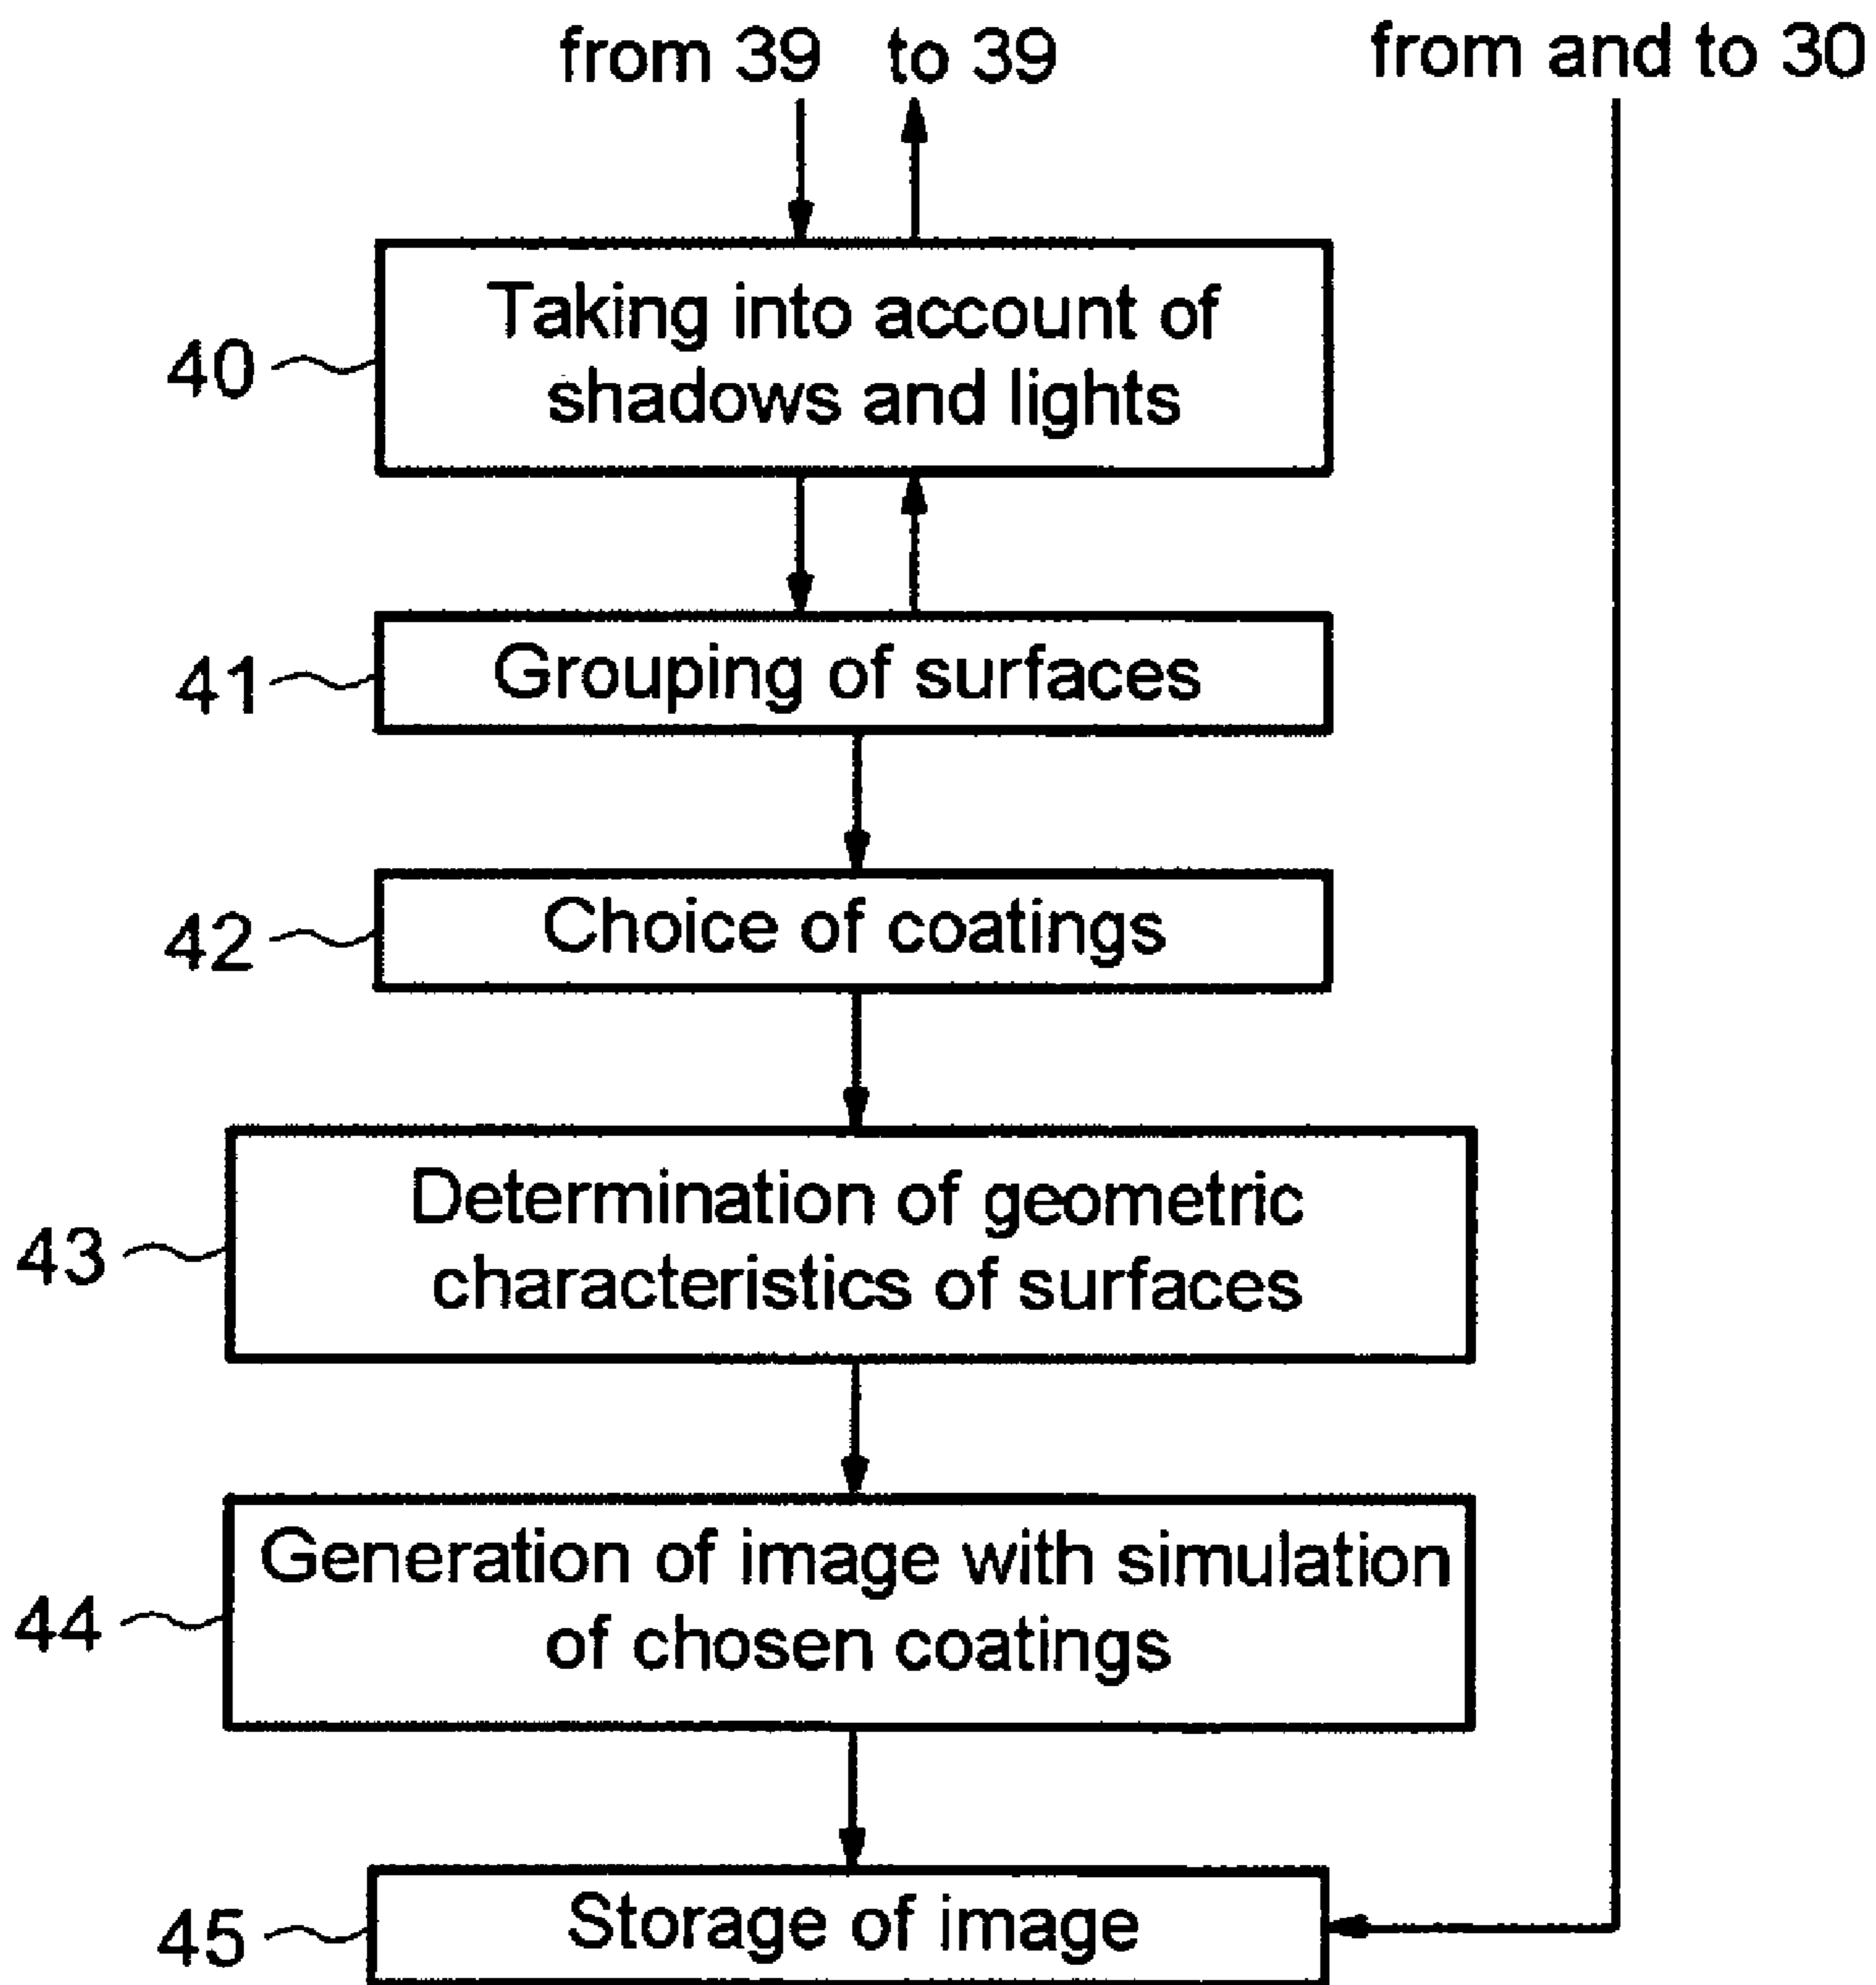 from 39 to 39 from and to 30
Taking into account of
shadows and lights
40
Grouping of surfaces
41
Choice of coatings
42
Determination of geometric
characteristics of surfaces
43
Generation of image with simulation
of chosen coatings
44
Storage of image
45